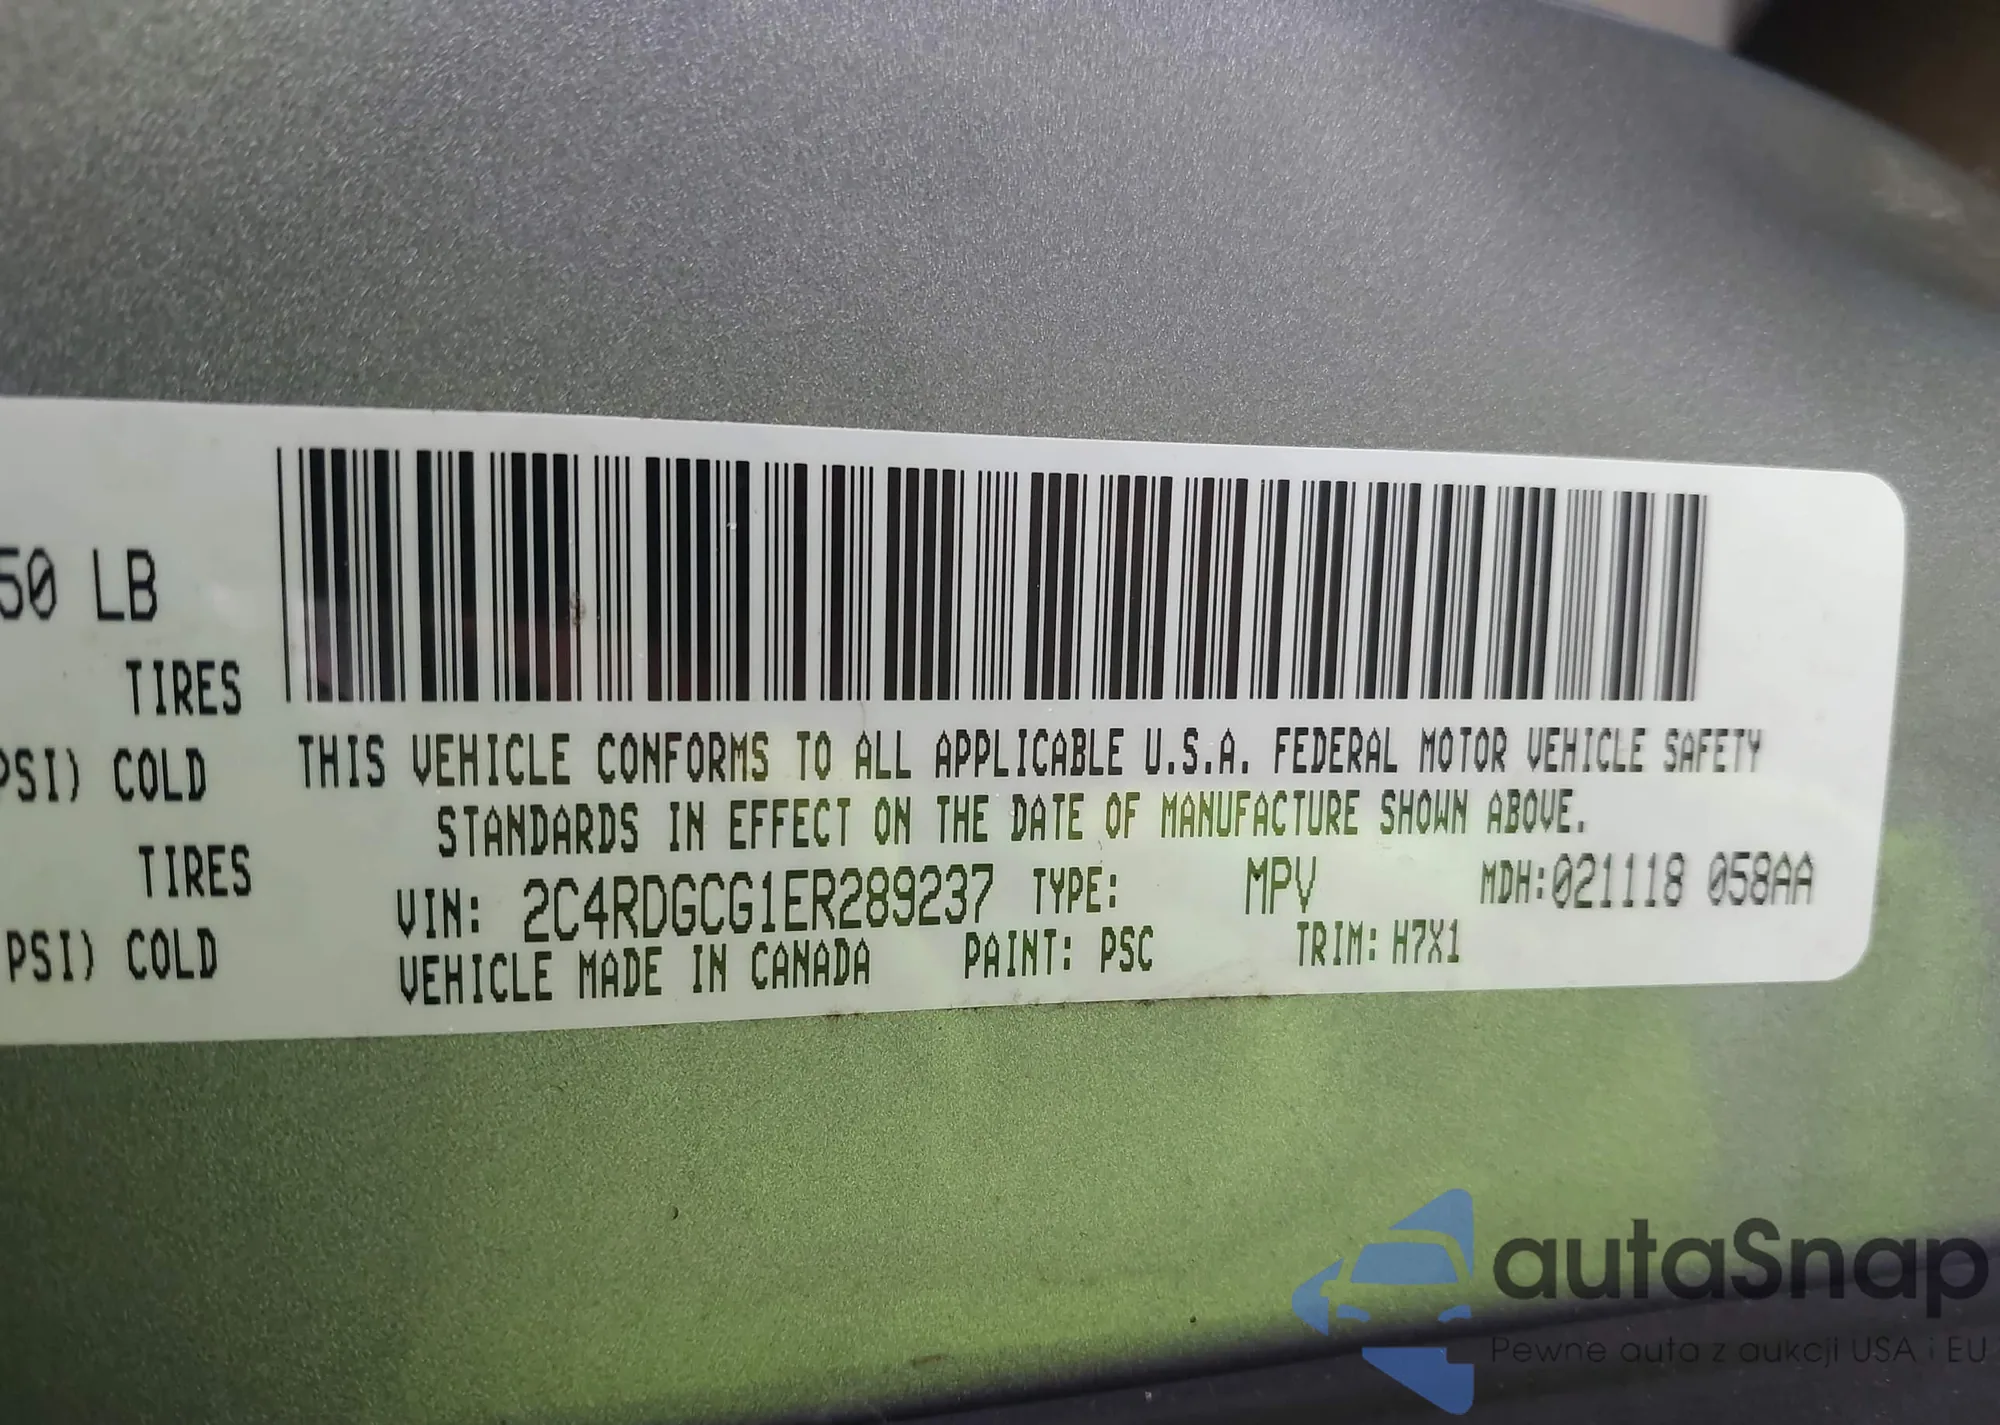 50 LB
TIRES
PSI) COLD
TIRES
PSI) COLD
THIS VEHICLE CONFORMS TO ALL APPLICABLE U.S.A. FEDERAL MOTOR VEHICLE SAFETY
STANDARDS IN EFFECT ON THE DATE OF MANUFACTURE SHOWN ABOVE.
VIN: 2C4RDGCG1ER289237 TYPE: MPV MDH:021118 058AA
VEHICLE MADE IN CANADA PAINT: PSC TRIM: H7X1
autaSnap
Pewne auta z aukcji USA i EU